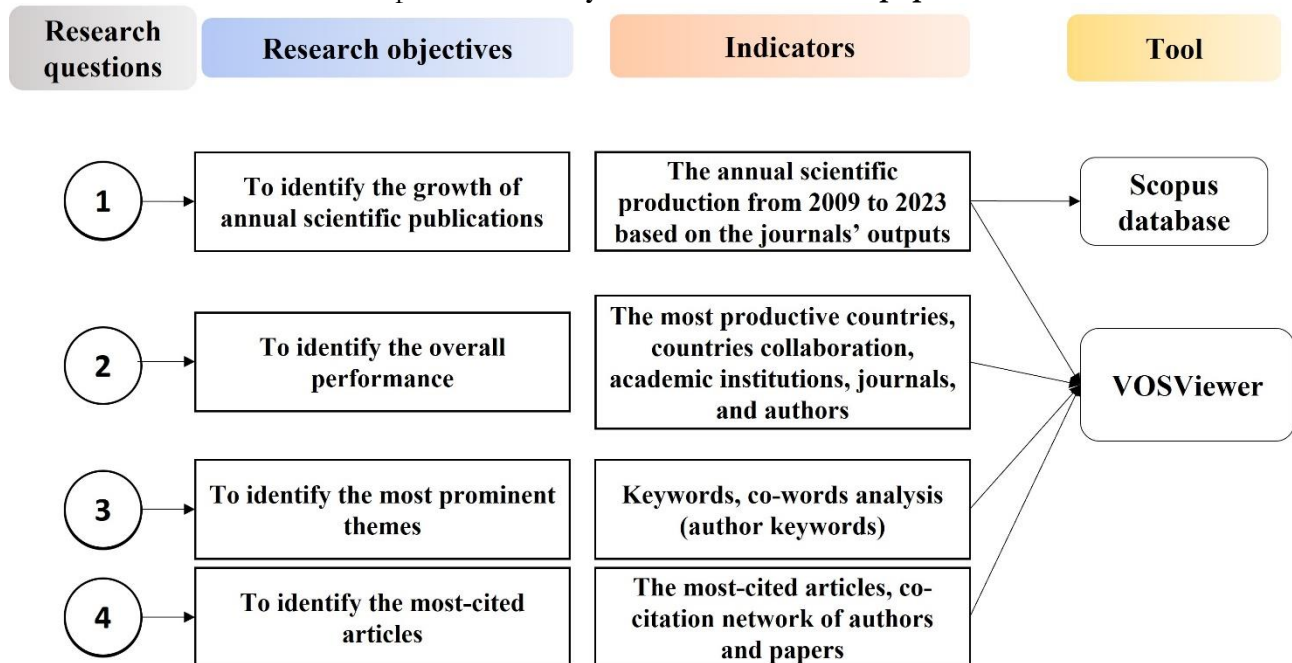 Research questions
Research objectives
Indicators
Tool
1
To identify the growth of
annual scientific publications
The annual scientific
production from 2009 to 2023
based on the journals’ outputs
Scopus
database
2
To identify the overall
performance
The most productive countries,
countries collaboration,
academic institutions, journals,
and authors
VOSViewer
3
To identify the most prominent
themes
Keywords, co-words analysis
(author keywords)
4
To identify the most-cited
articles
The most-cited articles, co-
citation network of authors
and papers